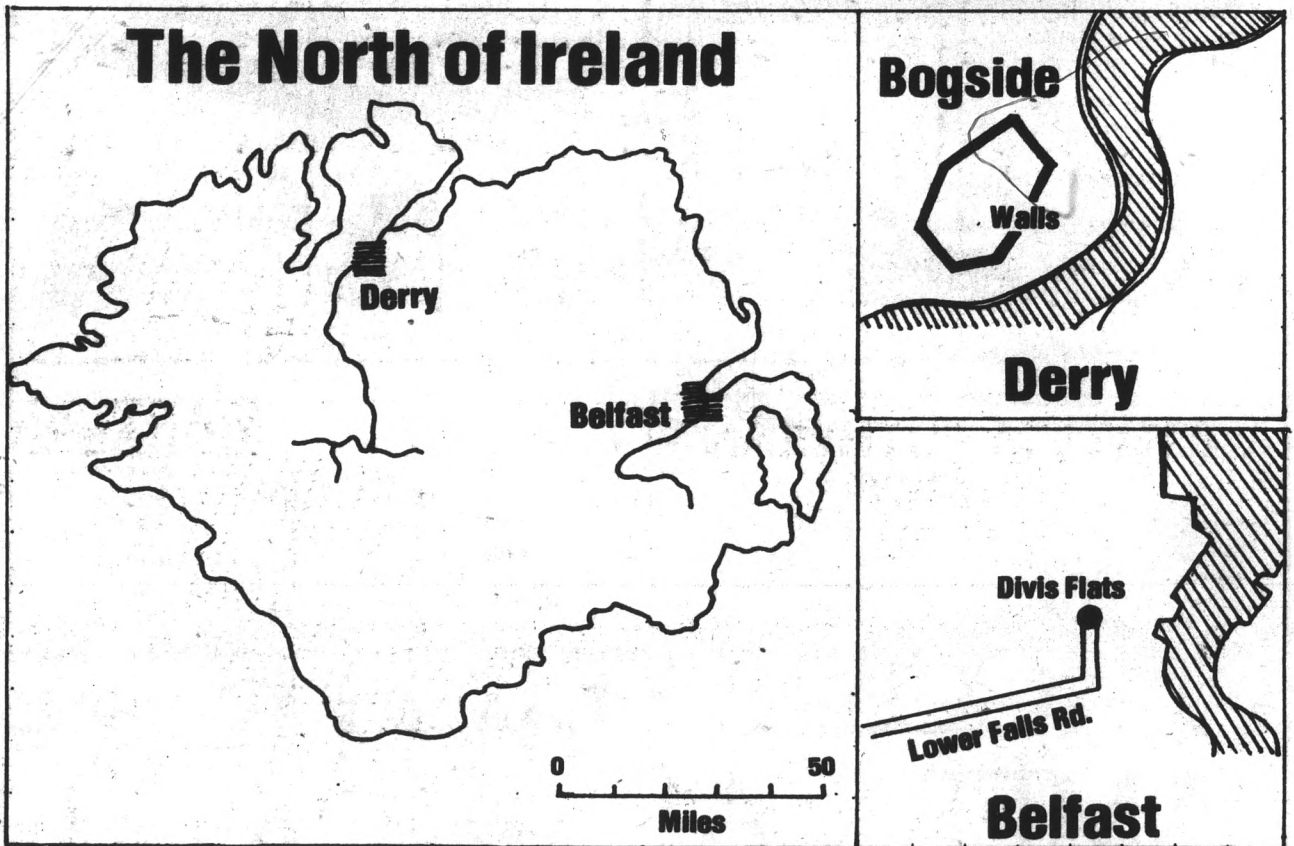 The North of Ireland
Derry
Belfast
0 50
Miles
Bogside
Walls
Derry
Divis Flats
Lower Falls Rd.
Belfast